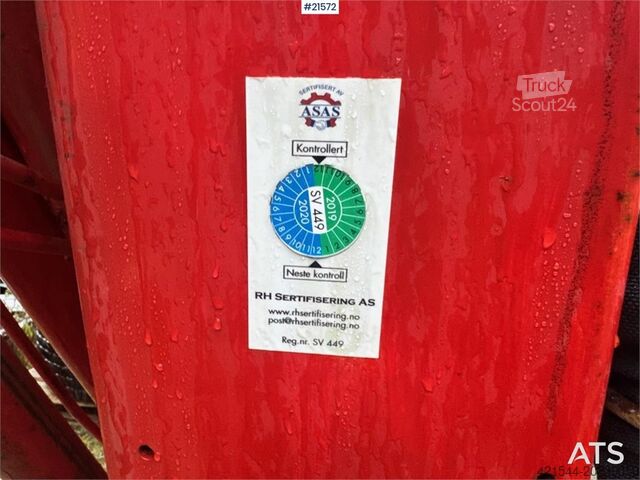 #21572
Truck
Scout24
SERTIFISERT AV
ASAS
Kontrollert
2020
SV 449
2019
Neste kontroll
RH SERTIFISERING AS
www.rhsertifisering.no
post@rhsertifisering.no
Reg.nr. SV 449
ATS